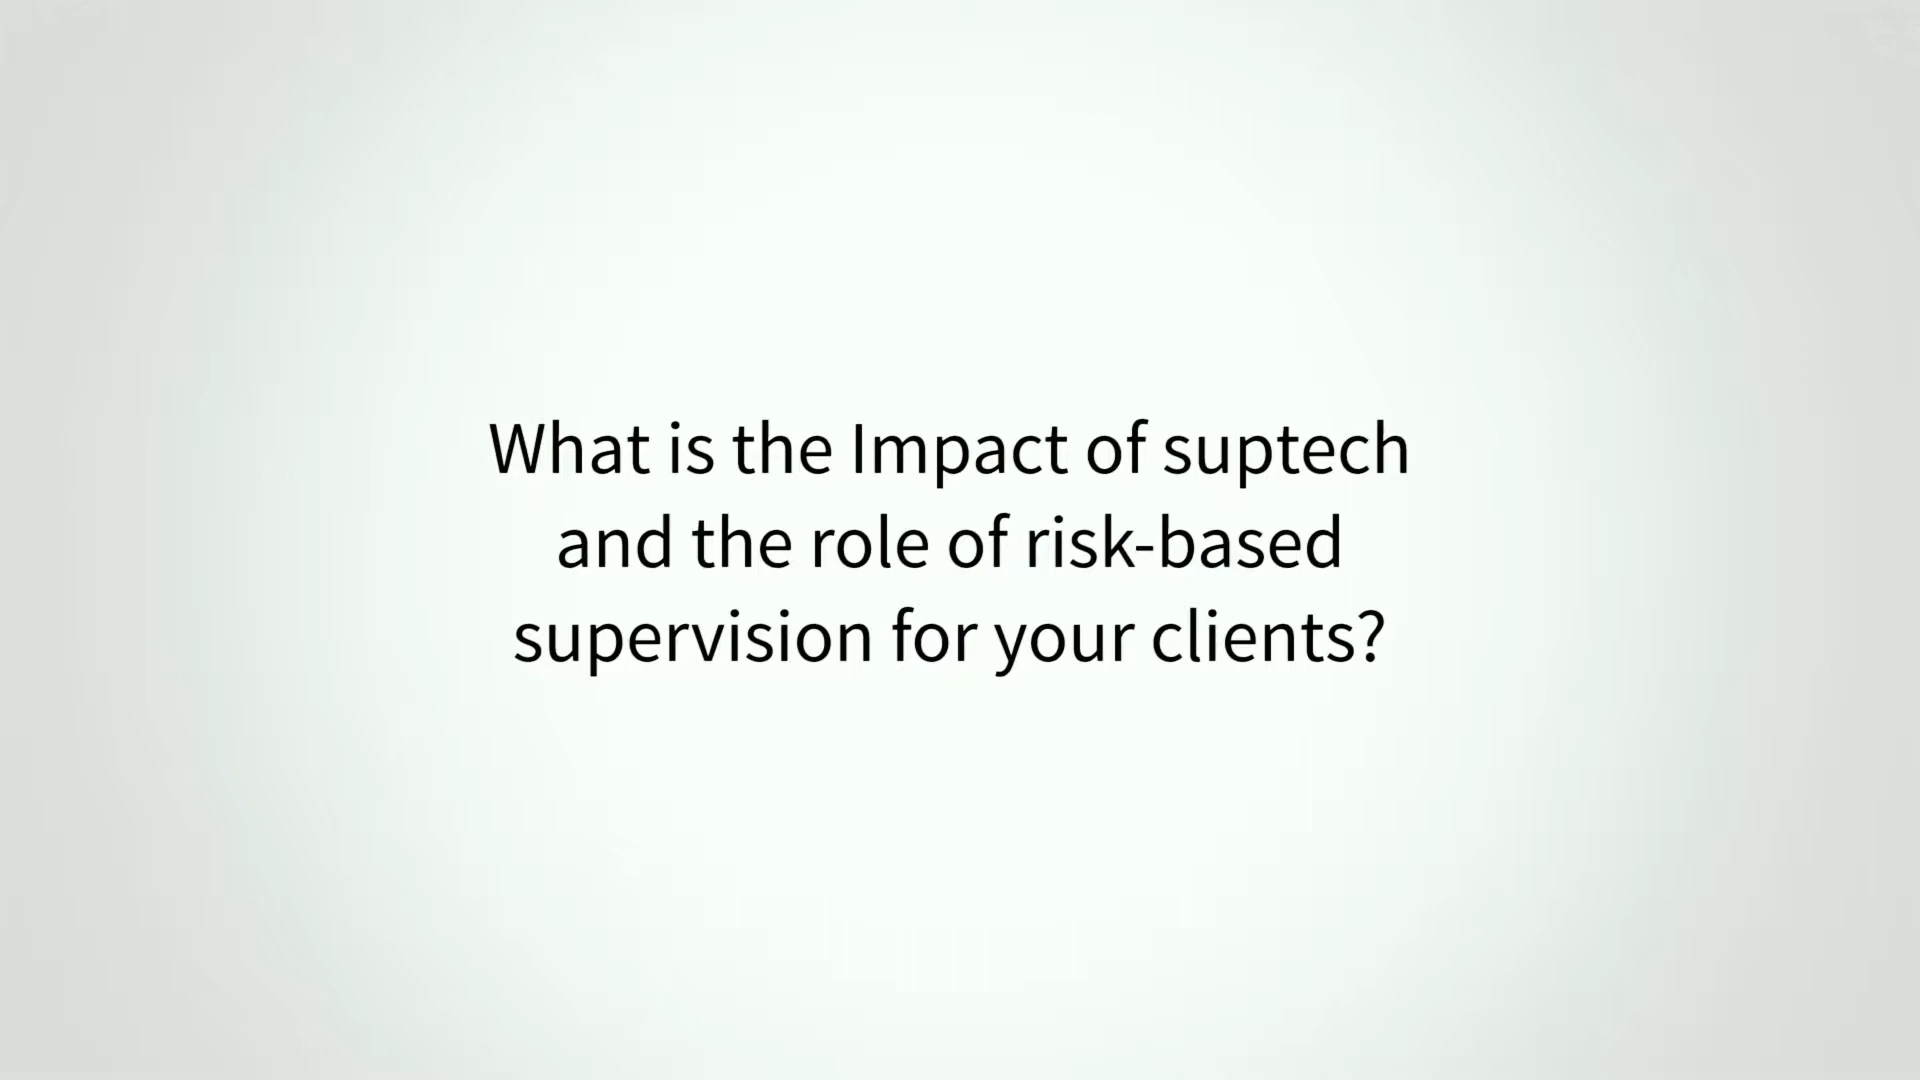 What is the Impact of suptech
and the role of risk-based
supervision for your clients?